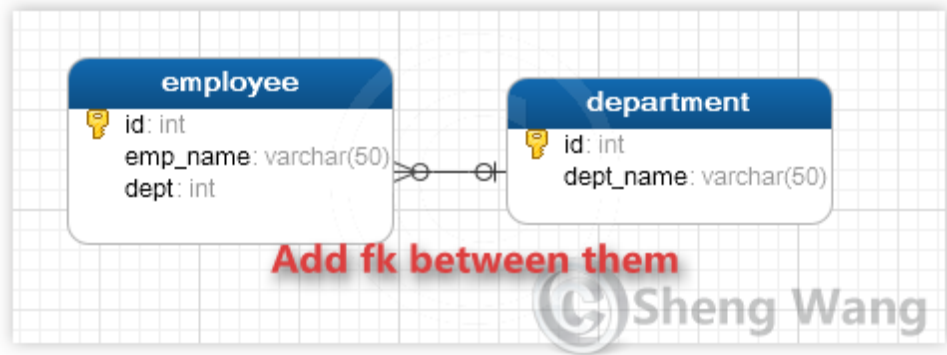 employee
id: int
emp_name: varchar(50)
dept: int
department
id: int
dept_name: varchar(50)
Add fk between them
© Sheng Wang